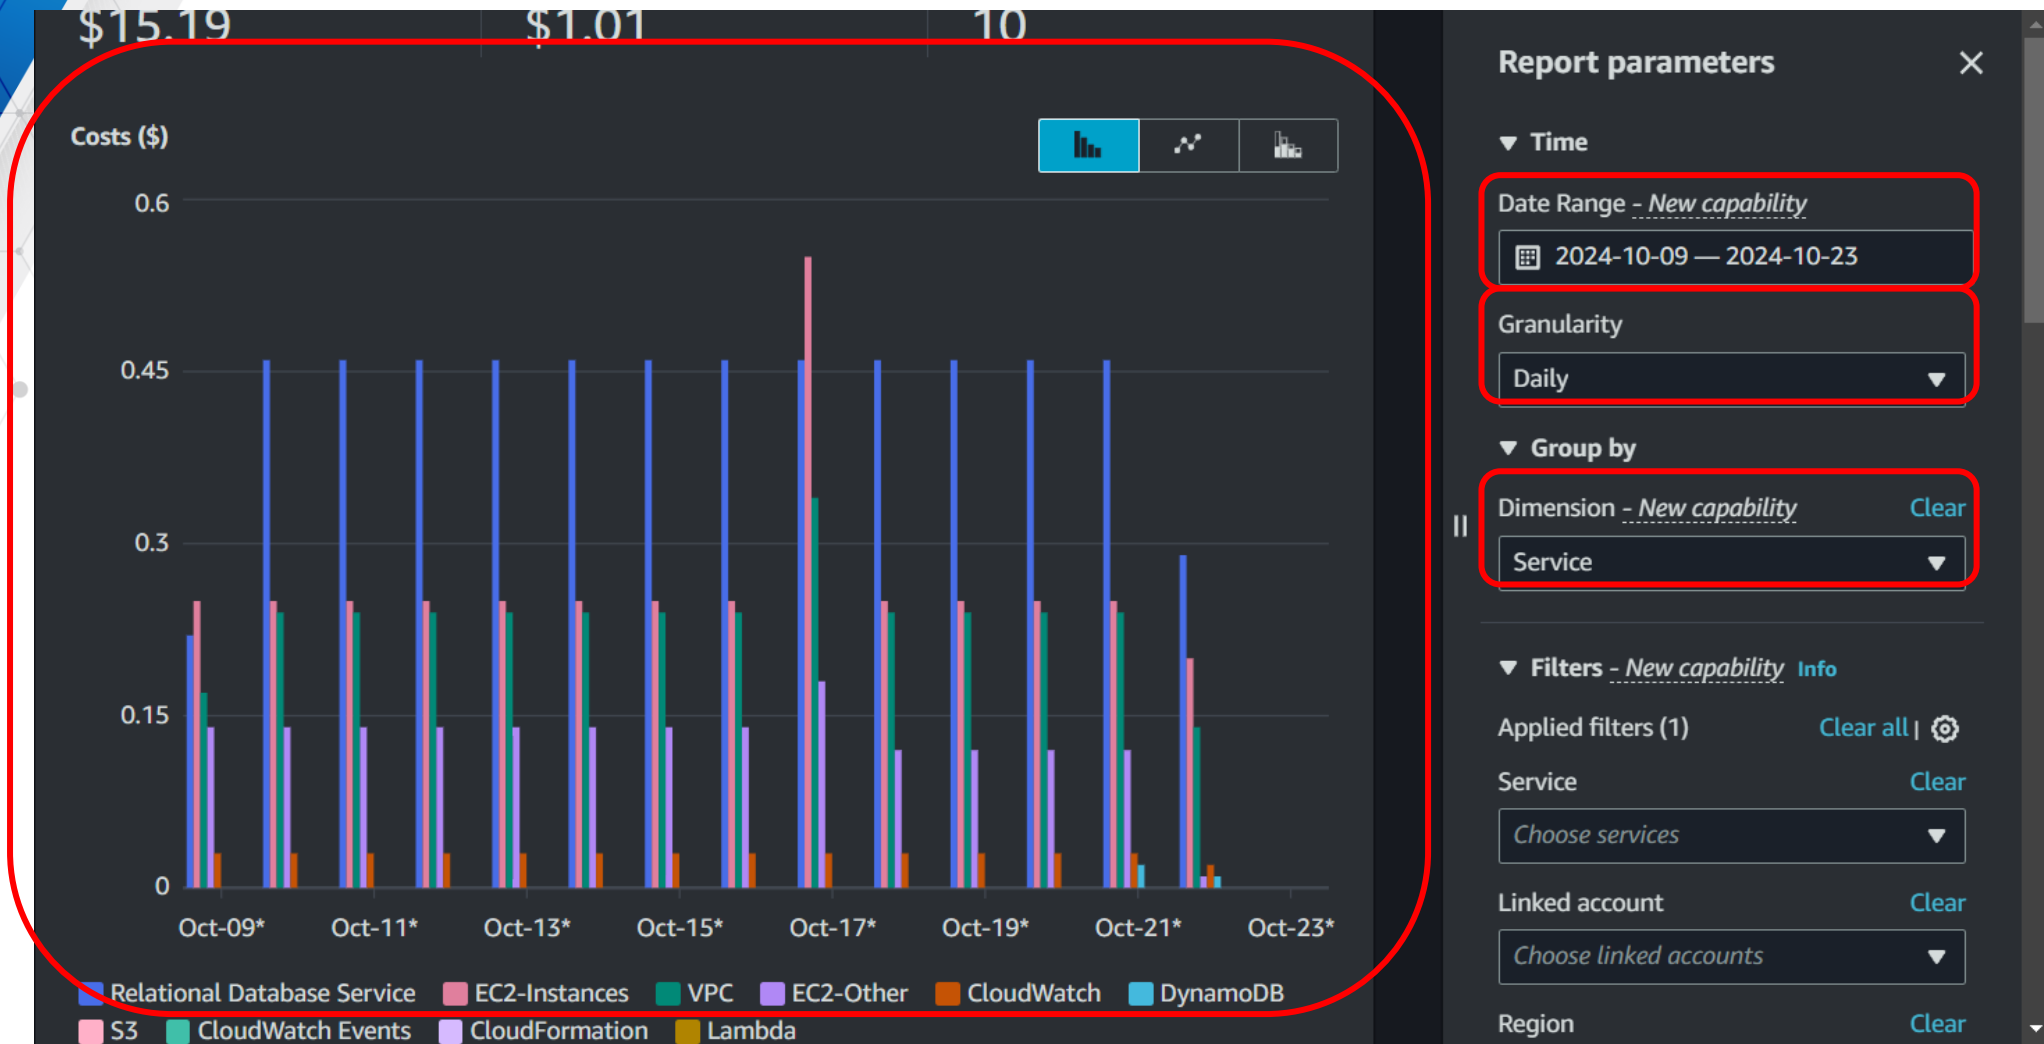 $15.19
$1.01
10
Costs ($)
0.6
0.45
0.3
0.15
0
Oct-09* Oct-11* Oct-13* Oct-15* Oct-17* Oct-19* Oct-21* Oct-23*
Relational Database Service EC2-Instances VPC EC2-Other CloudWatch DynamoDB
S3 CloudWatch Events CloudFormation Lambda
Report parameters
Time
Date Range - New capability
2024-10-09 — 2024-10-23
Granularity
Daily
Group by
Dimension - New capability Clear
Service
Filters - New capability Info
Applied filters (1) Clear all |
Service Clear
Choose services
Linked account Clear
Choose linked accounts
Region Clear